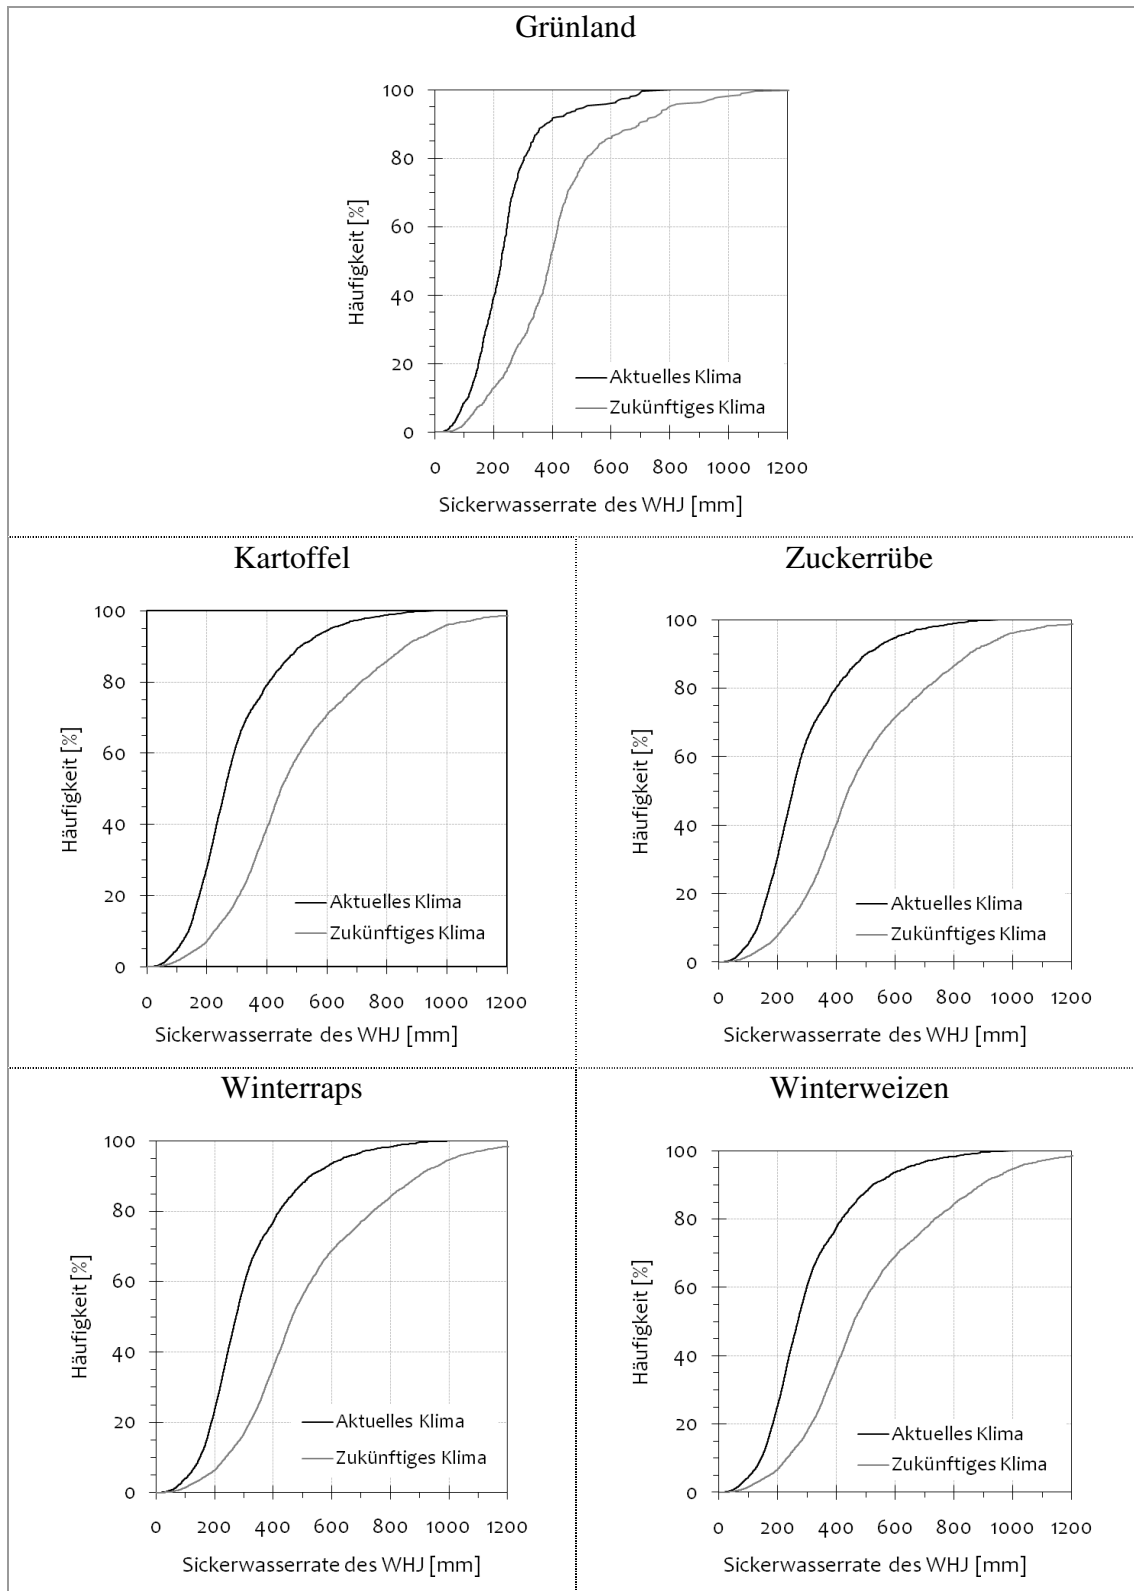 Grünland
100
80
60
40
20
0
Häufigkeit [%]
Aktuelles Klima
Zukünftiges Klima
0 200 400 600 800 1000 1200
Sickerwasserrate des WHJ [mm]
Kartoffel
100
80
60
40
20
0
Häufigkeit [%]
Aktuelles Klima
Zukünftiges Klima
0 200 400 600 800 1000 1200
Sickerwasserrate des WHJ [mm]
Zuckerrübe
100
80
60
40
20
0
Häufigkeit [%]
Aktuelles Klima
Zukünftiges Klima
0 200 400 600 800 1000 1200
Sickerwasserrate des WHJ [mm]
Winterraps
100
80
60
40
20
0
Häufigkeit [%]
Aktuelles Klima
Zukünftiges Klima
0 200 400 600 800 1000 1200
Sickerwasserrate des WHJ [mm]
Winterweizen
100
80
60
40
20
0
Häufigkeit [%]
Aktuelles Klima
Zukünftiges Klima
0 200 400 600 800 1000 1200
Sickerwasserrate des WHJ [mm]